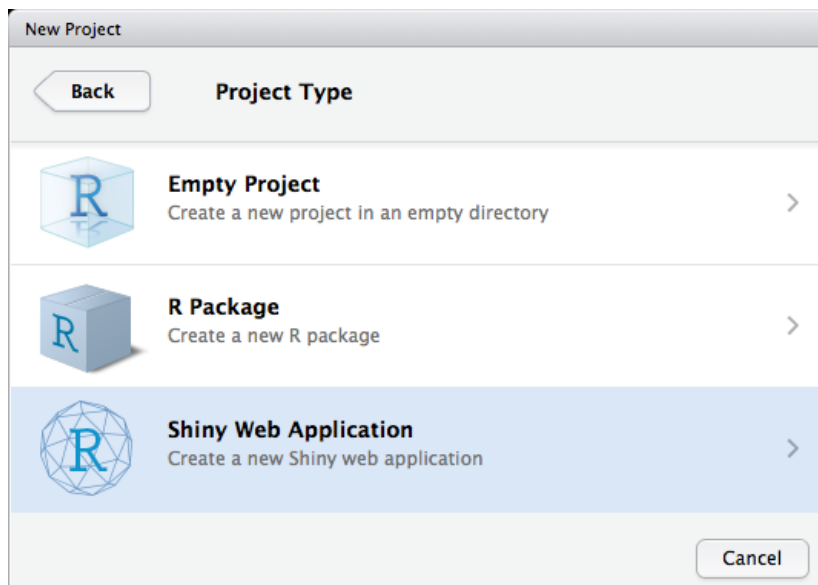 New Project
Back
Project Type
R
Empty Project
Create a new project in an empty directory
R
R Package
Create a new R package
R
Shiny Web Application
Create a new Shiny web application
Cancel